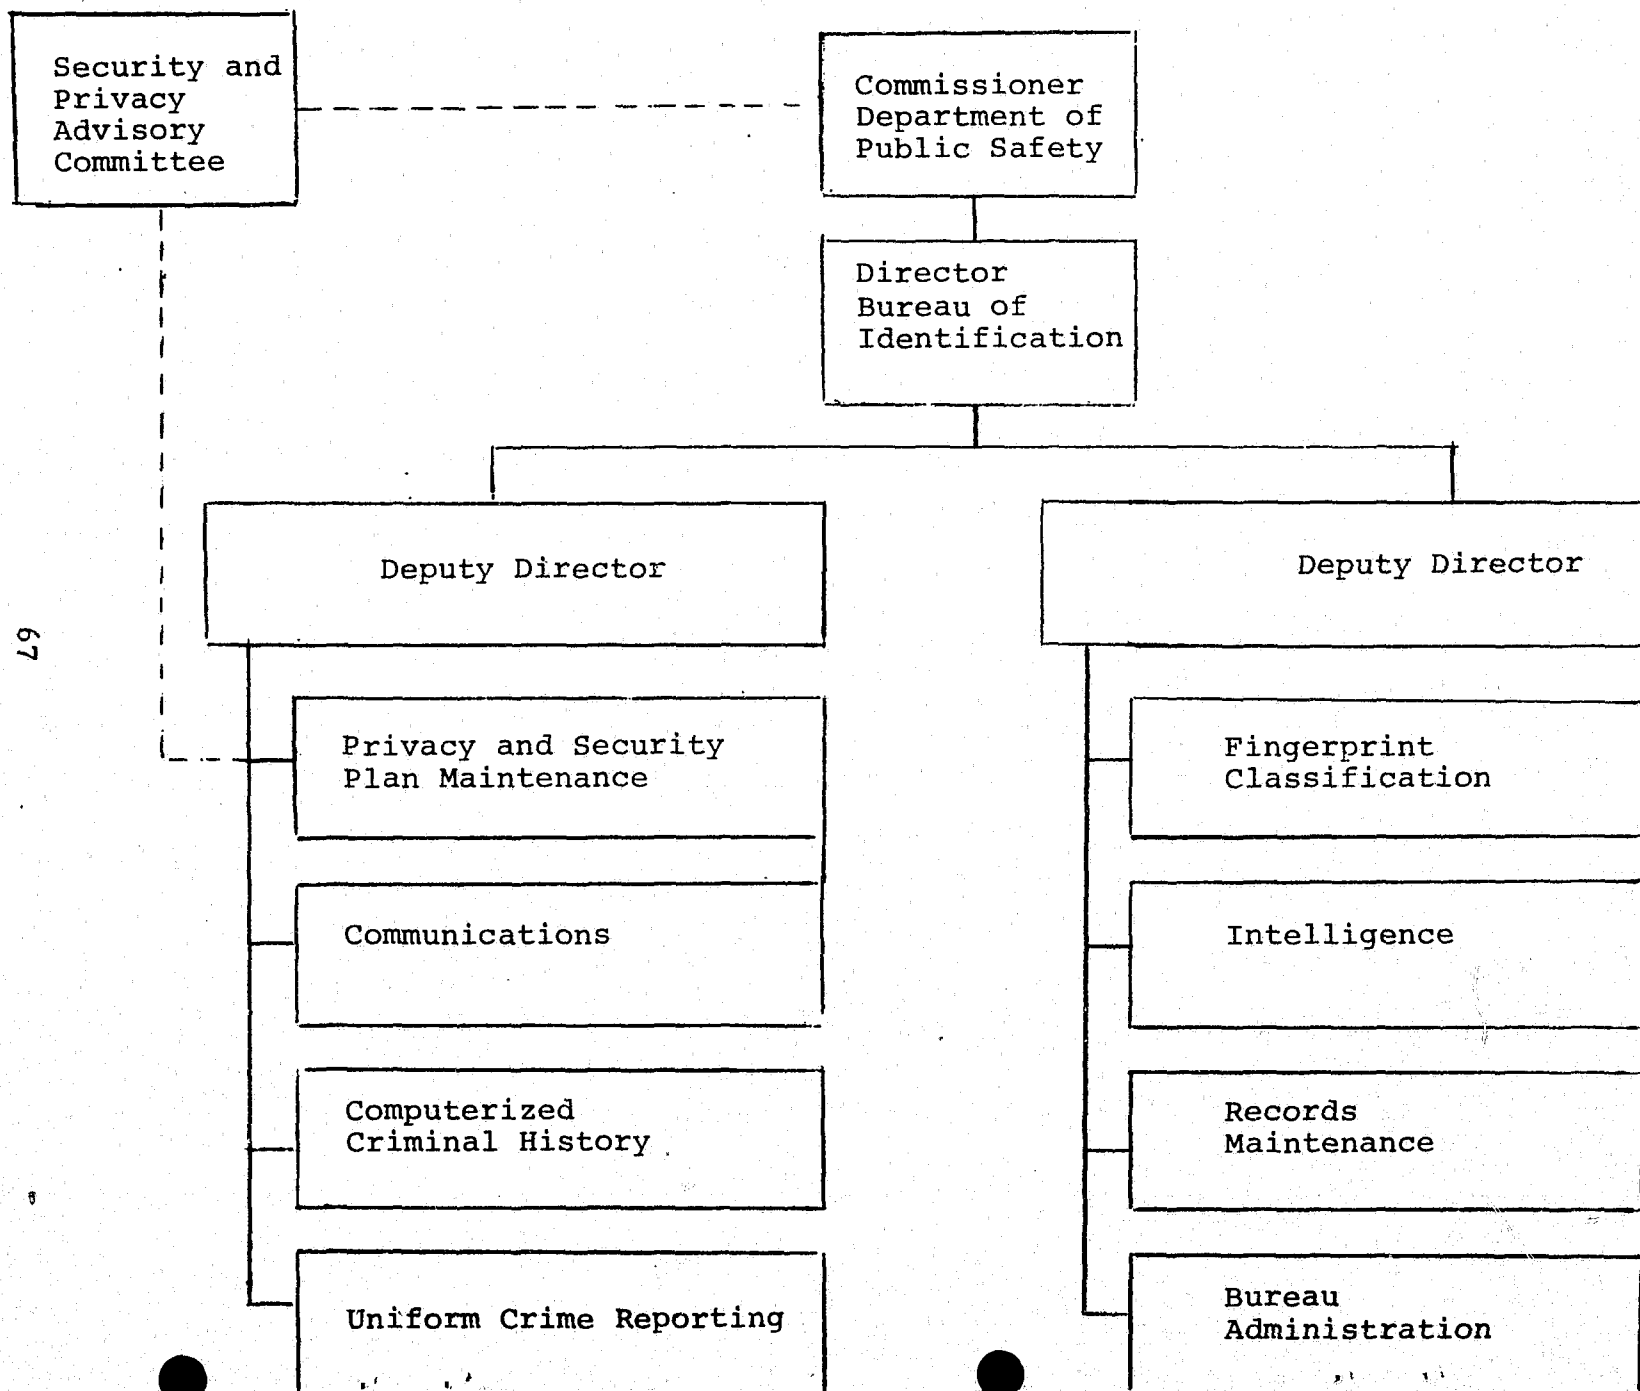 Security and
Privacy
Advisory
Committee
Commissioner
Department of
Public Safety
Director
Bureau of
Identification
Deputy Director
Deputy Director
67
Privacy and Security
Plan Maintenance
Fingerprint
Classification
Communications
Intelligence
Computerized
Criminal History
Records
Maintenance
Uniform Crime Reporting
Bureau
Administration